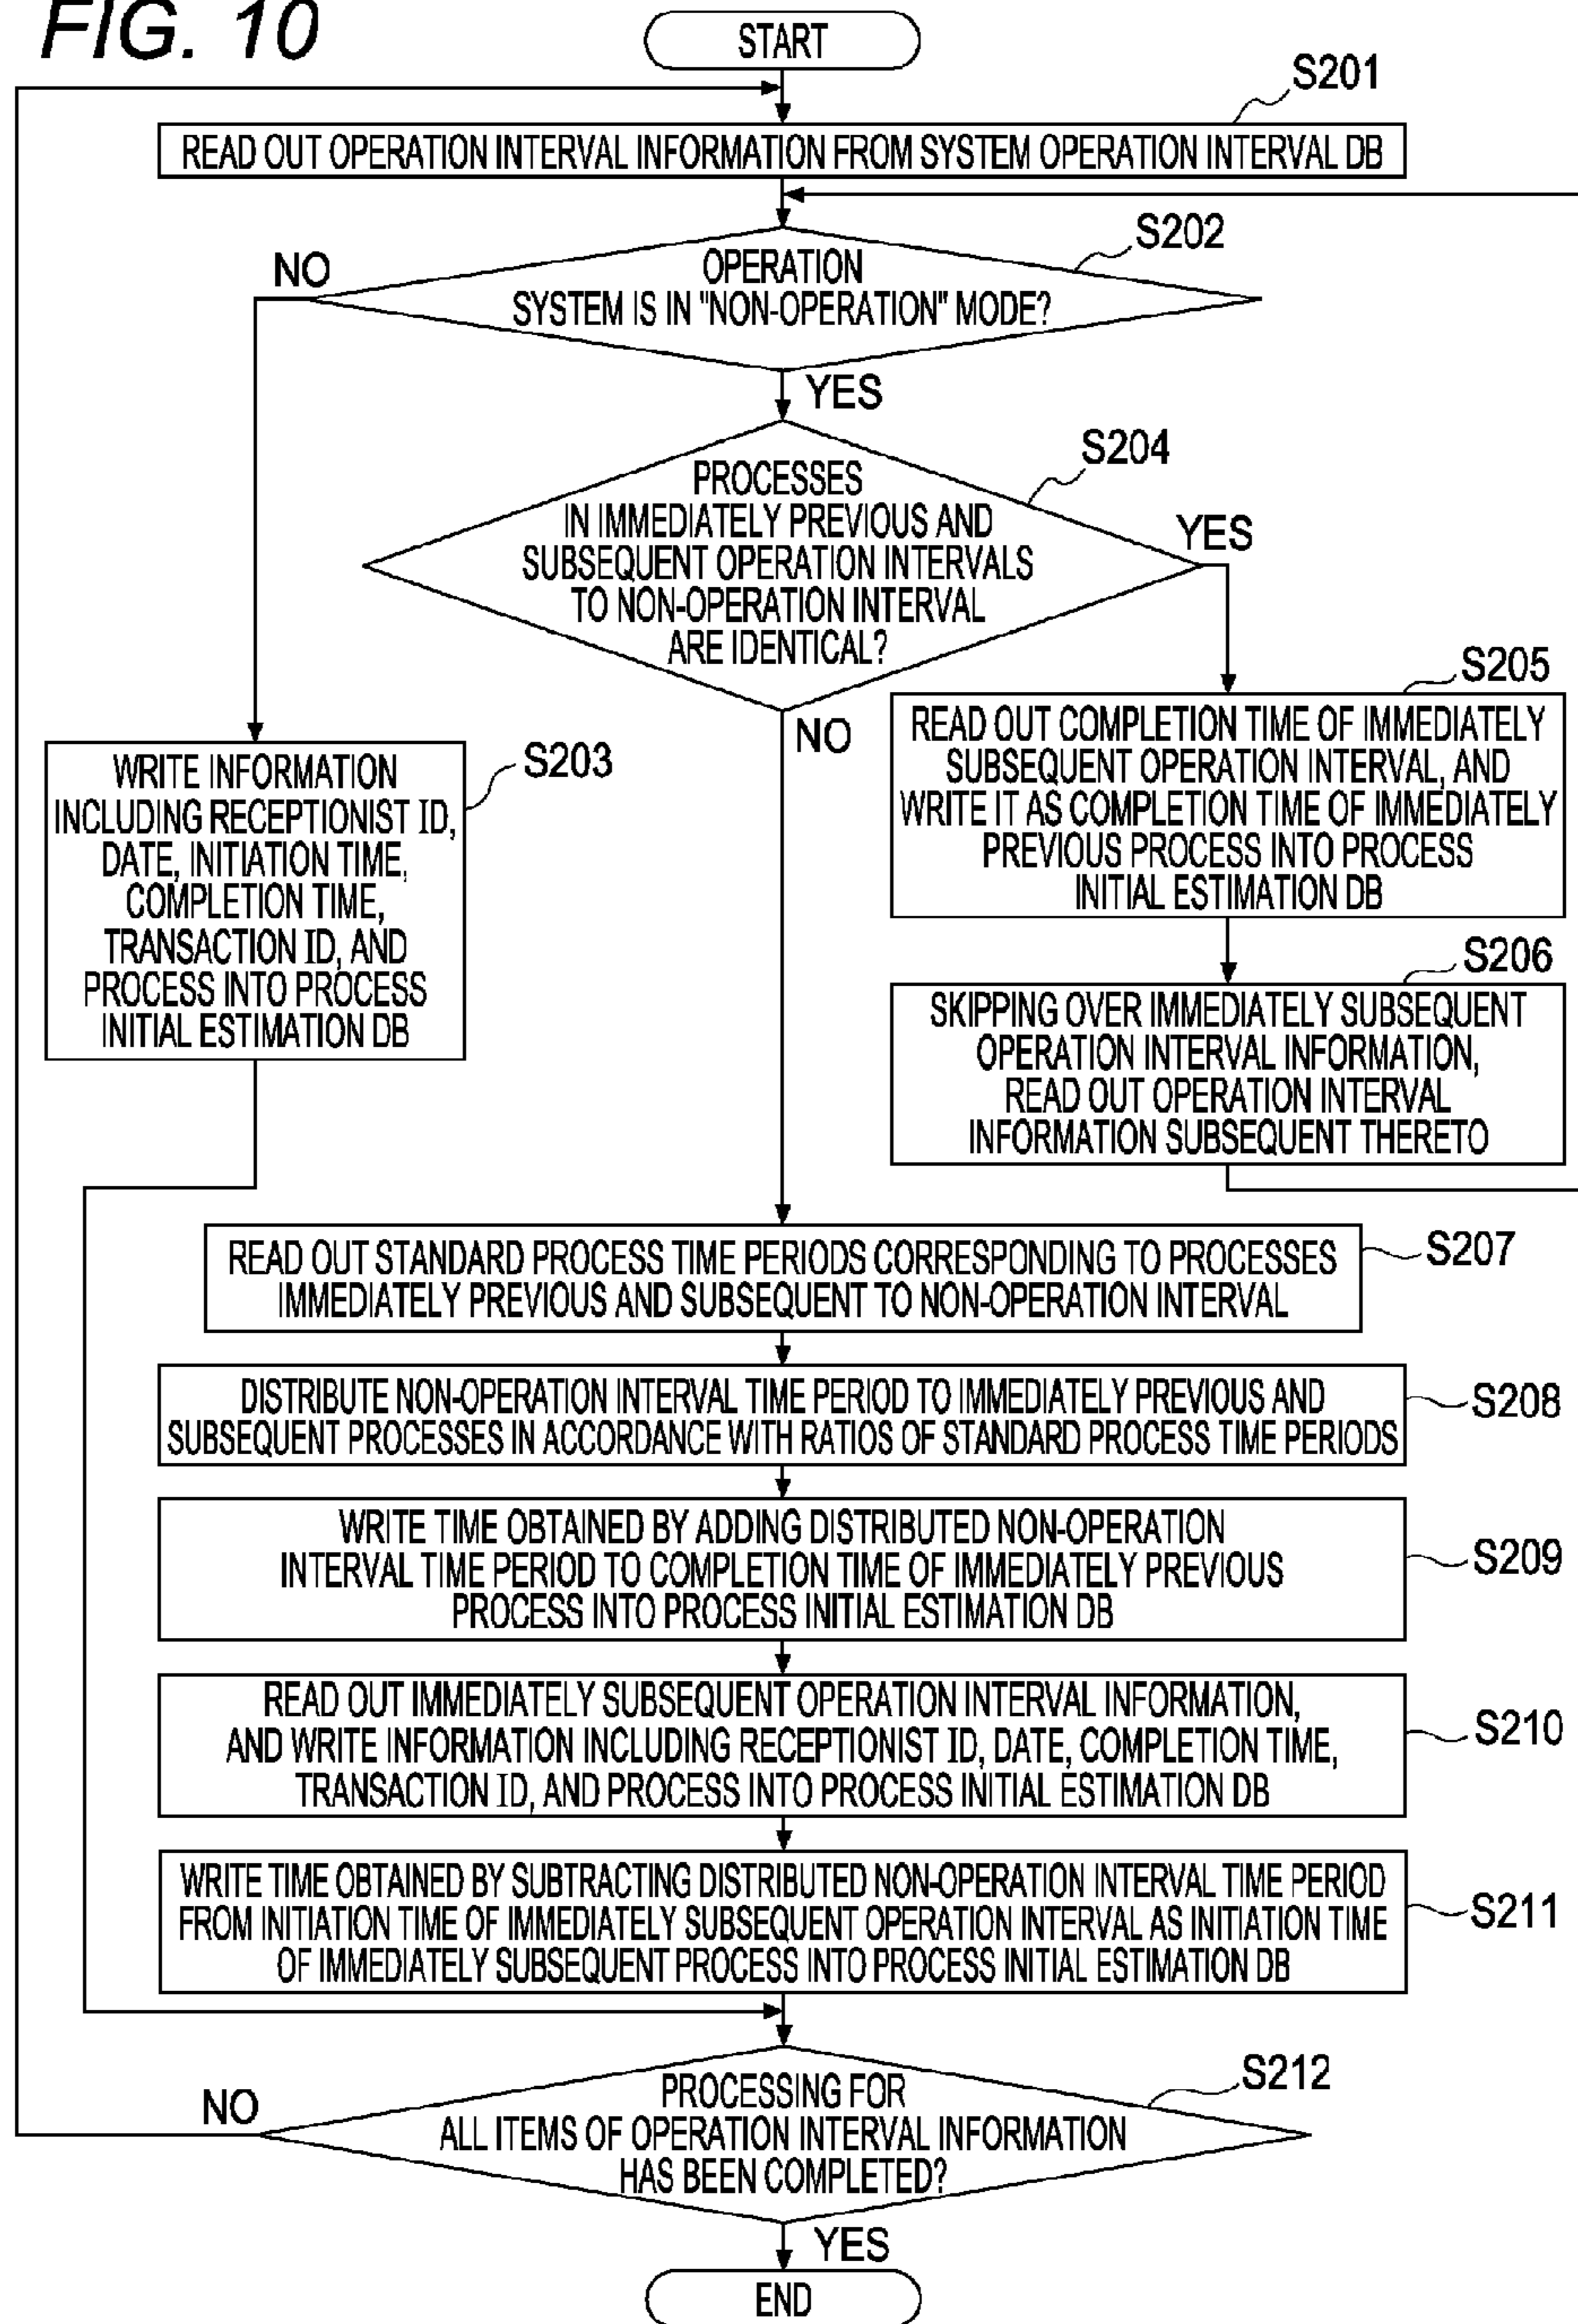 FIG. 10
START
S201
READ OUT OPERATION INTERVAL INFORMATION FROM SYSTEM OPERATION INTERVAL DB
S202
NO
OPERATION
SYSTEM IS IN "NON-OPERATION" MODE?
YES
S204
PROCESSES
IN IMMEDIATELY PREVIOUS AND
SUBSEQUENT OPERATION INTERVALS
TO NON-OPERATION INTERVAL
ARE IDENTICAL?
YES
NO
S203
WRITE INFORMATION
INCLUDING RECEPTIONIST ID,
DATE, INITIATION TIME,
COMPLETION TIME,
TRANSACTION ID, AND
PROCESS INTO PROCESS
INITIAL ESTIMATION DB
S205
READ OUT COMPLETION TIME OF IMMEDIATELY
SUBSEQUENT OPERATION INTERVAL, AND
WRITE IT AS COMPLETION TIME OF IMMEDIATELY
PREVIOUS PROCESS INTO PROCESS
INITIAL ESTIMATION DB
S206
SKIPPING OVER IMMEDIATELY SUBSEQUENT
OPERATION INTERVAL INFORMATION,
READ OUT OPERATION INTERVAL
INFORMATION SUBSEQUENT THERETO
READ OUT STANDARD PROCESS TIME PERIODS CORRESPONDING TO PROCESSES
IMMEDIATELY PREVIOUS AND SUBSEQUENT TO NON-OPERATION INTERVAL
S207
DISTRIBUTE NON-OPERATION INTERVAL TIME PERIOD TO IMMEDIATELY PREVIOUS AND
SUBSEQUENT PROCESSES IN ACCORDANCE WITH RATIOS OF STANDARD PROCESS TIME PERIODS
S208
WRITE TIME OBTAINED BY ADDING DISTRIBUTED NON-OPERATION
INTERVAL TIME PERIOD TO COMPLETION TIME OF IMMEDIATELY PREVIOUS
PROCESS INTO PROCESS INITIAL ESTIMATION DB
S209
READ OUT IMMEDIATELY SUBSEQUENT OPERATION INTERVAL INFORMATION,
AND WRITE INFORMATION INCLUDING RECEPTIONIST ID, DATE, COMPLETION TIME,
TRANSACTION ID, AND PROCESS INTO PROCESS INITIAL ESTIMATION DB
S210
WRITE TIME OBTAINED BY SUBTRACTING DISTRIBUTED NON-OPERATION INTERVAL TIME PERIOD
FROM INITIATION TIME OF IMMEDIATELY SUBSEQUENT OPERATION INTERVAL AS INITIATION TIME
OF IMMEDIATELY SUBSEQUENT PROCESS INTO PROCESS INITIAL ESTIMATION DB
S211
S212
NO
PROCESSING FOR
ALL ITEMS OF OPERATION INTERVAL INFORMATION
HAS BEEN COMPLETED?
YES
END